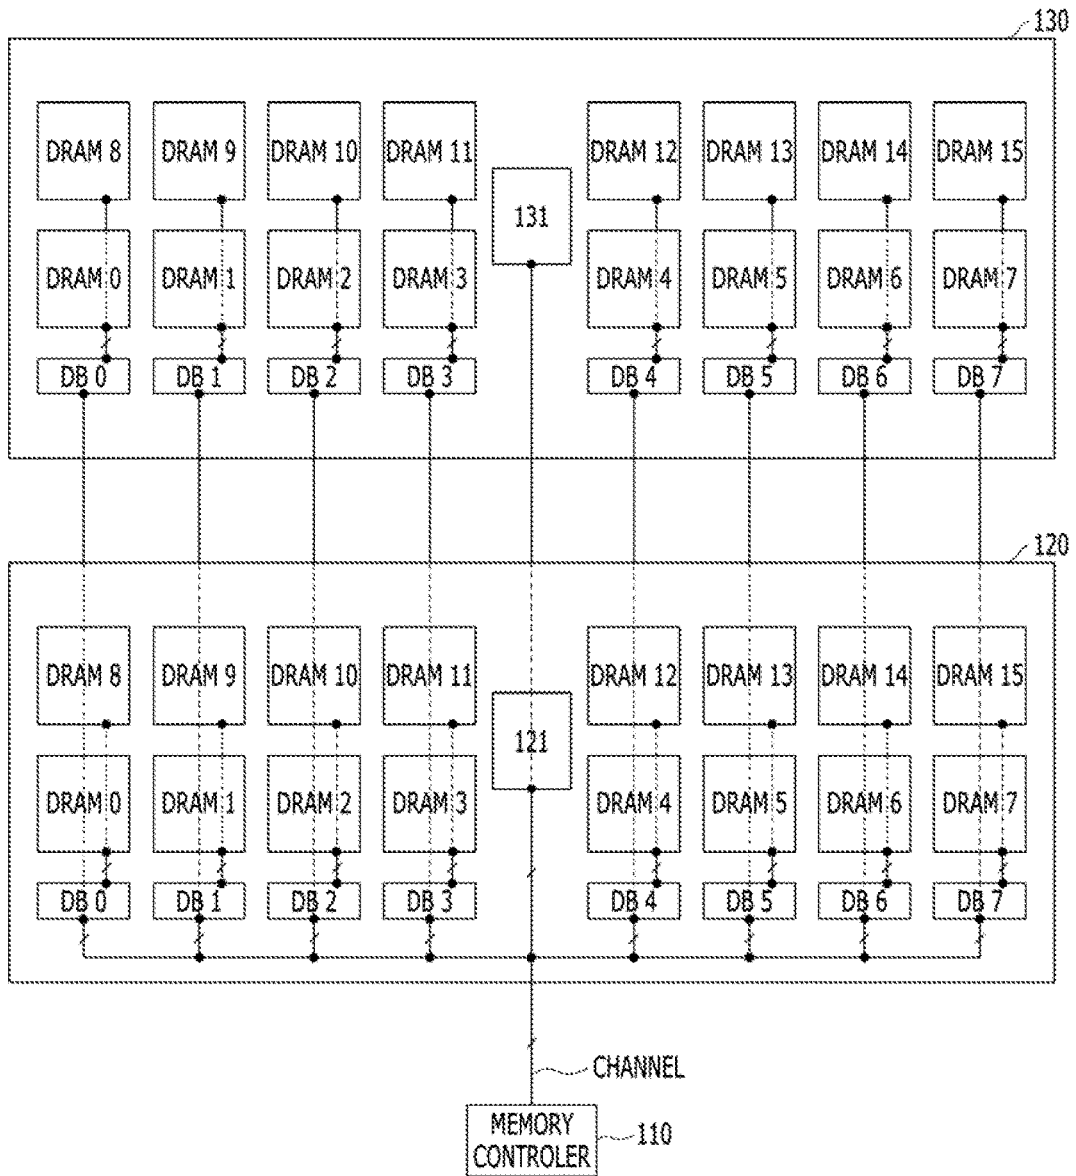 130
DRAM 8 DRAM 9 DRAM 10 DRAM 11 DRAM 12 DRAM 13 DRAM 14 DRAM 15
131
DRAM 0 DRAM 1 DRAM 2 DRAM 3 DRAM 4 DRAM 5 DRAM 6 DRAM 7
DB 0 DB 1 DB 2 DB 3 DB 4 DB 5 DB 6 DB 7
120
DRAM 8 DRAM 9 DRAM 10 DRAM 11 DRAM 12 DRAM 13 DRAM 14 DRAM 15
121
DRAM 0 DRAM 1 DRAM 2 DRAM 3 DRAM 4 DRAM 5 DRAM 6 DRAM 7
DB 0 DB 1 DB 2 DB 3 DB 4 DB 5 DB 6 DB 7
CHANNEL
MEMORY
CONTROLER
110